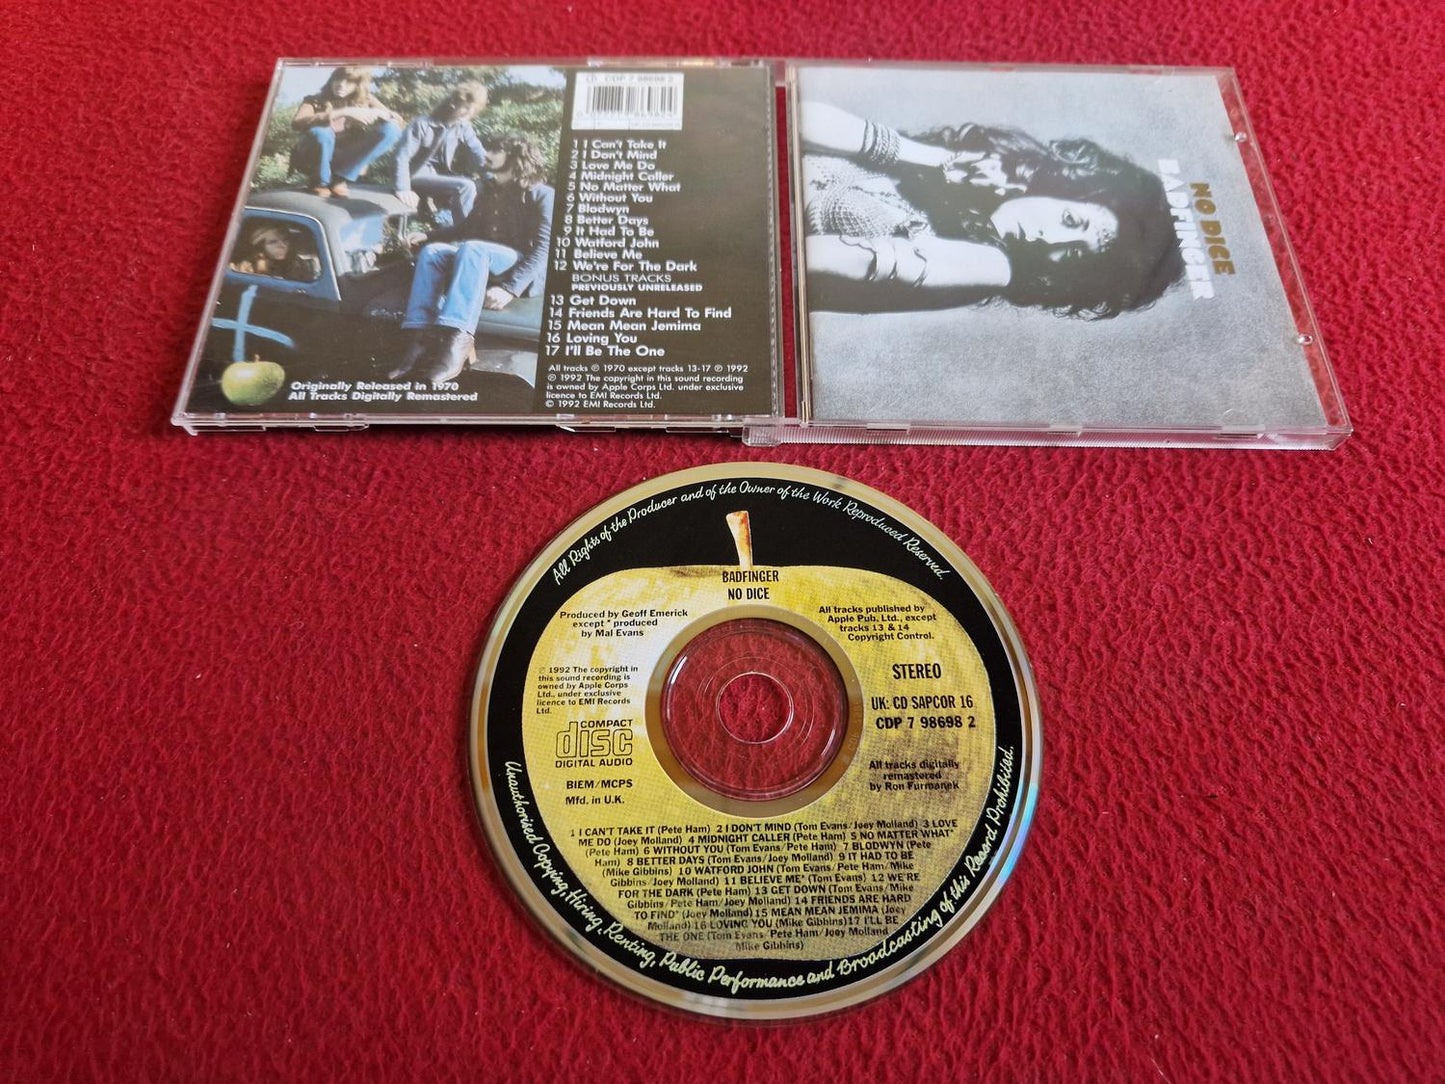 CD CDP 7 98698 2
1 I Can't Take It
2 I Don't Mind
3 Love Me Do
4 Midnight Caller
5 No Matter What
6 Without You
7 Blodwyn
8 Better Days
9 It Had To Be
10 Watford John
11 Believe Me
12 We're For The Dark
BONUS TRACKS
PREVIOUSLY UNRELEASED
13 Get Down
14 Friends Are Hard To Find
15 Mean Mean Jemima
16 Loving You
17 I'll Be The One
All tracks ℗ 1970 except tracks 13-17 ℗ 1992
℗ 1992 The copyright in this sound recording
is owned by Apple Corps Ltd. under exclusive
licence to EMI Records Ltd.
© 1992 EMI Records Ltd.
Originally Released in 1970
All Tracks Digitally Remastered
NO DICE
BADFINGER
All Rights of the Producer and of the Owner of the Work Reproduced Reserved.
BADFINGER
NO DICE
Produced by Geoff Emerick
except * produced
by Mal Evans
All tracks published by
Apple Pub. Ltd., except
tracks 13 & 14
Copyright Control.
℗ 1992 The copyright in
this sound recording is
owned by Apple Corps
Ltd., under exclusive
licence to EMI Records
Ltd.
STEREO
UK: CD SAPCOR 16
CDP 7 98698 2
COMPACT
disc
DIGITAL AUDIO
BIEM/MCPS
Mfd. in U.K.
All tracks digitally
remastered
by Ron Furmanek
1 I CAN'T TAKE IT (Pete Ham) 2 I DON'T MIND (Tom Evans/Joey Molland) 3 LOVE
ME DO (Joey Molland) 4 MIDNIGHT CALLER (Pete Ham) 5 NO MATTER WHAT*
(Pete Ham) 6 WITHOUT YOU (Tom Evans/Pete Ham) 7 BLODWYN (Pete
Ham) 8 BETTER DAYS (Tom Evans/Joey Molland) 9 IT HAD TO BE
(Mike Gibbins) 10 WATFORD JOHN (Tom Evans/Pete Ham/Mike
Gibbins/Joey Molland) 11 BELIEVE ME* (Tom Evans) 12 WE'RE
FOR THE DARK (Pete Ham) 13 GET DOWN (Tom Evans/Mike
Gibbins/Pete Ham/Joey Molland) 14 FRIENDS ARE HARD
TO FIND* (Joey Molland) 15 MEAN MEAN JEMIMA (Joey
Molland) 16 LOVING YOU (Mike Gibbins) 17 I'LL BE
THE ONE (Tom Evans/Pete Ham/Joey Molland
Mike Gibbins)
Unauthorised Copying, Hiring, Renting, Public Performance and Broadcasting of this Record Prohibited.